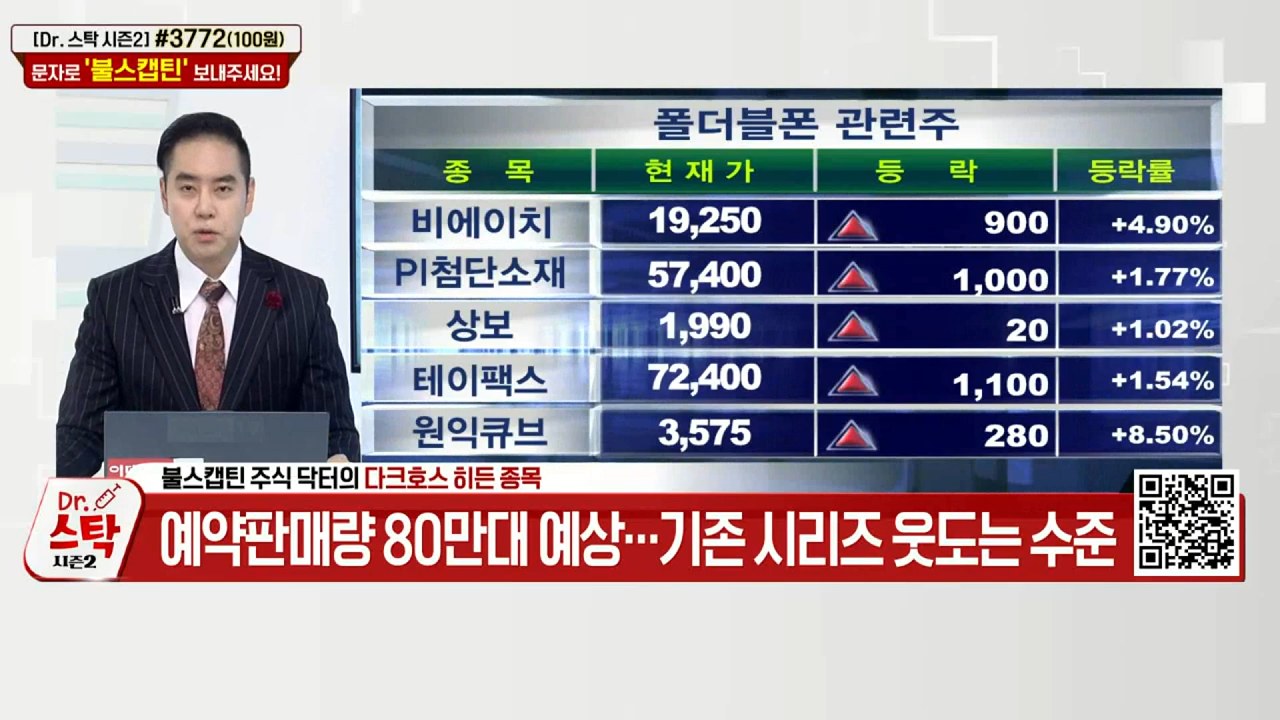 [Dr. 스탁 시즌2] #3772(100원)
문자로 '불스캡틴' 보내주세요!
폴더블폰 관련주
종 목 현 재 가 등 락 등락률
비에이치 19,250 ▲ 900 +4.90%
PI첨단소재 57,400 ▲ 1,000 +1.77%
상보 1,990 ▲ 20 +1.02%
테이팩스 72,400 ▲ 1,100 +1.54%
원익큐브 3,575 ▲ 280 +8.50%
불스캡틴 주식 닥터의 다크호스 히든 종목
Dr.
스탁
시즌2
예약판매량 80만대 예상…기존 시리즈 웃도는 수준